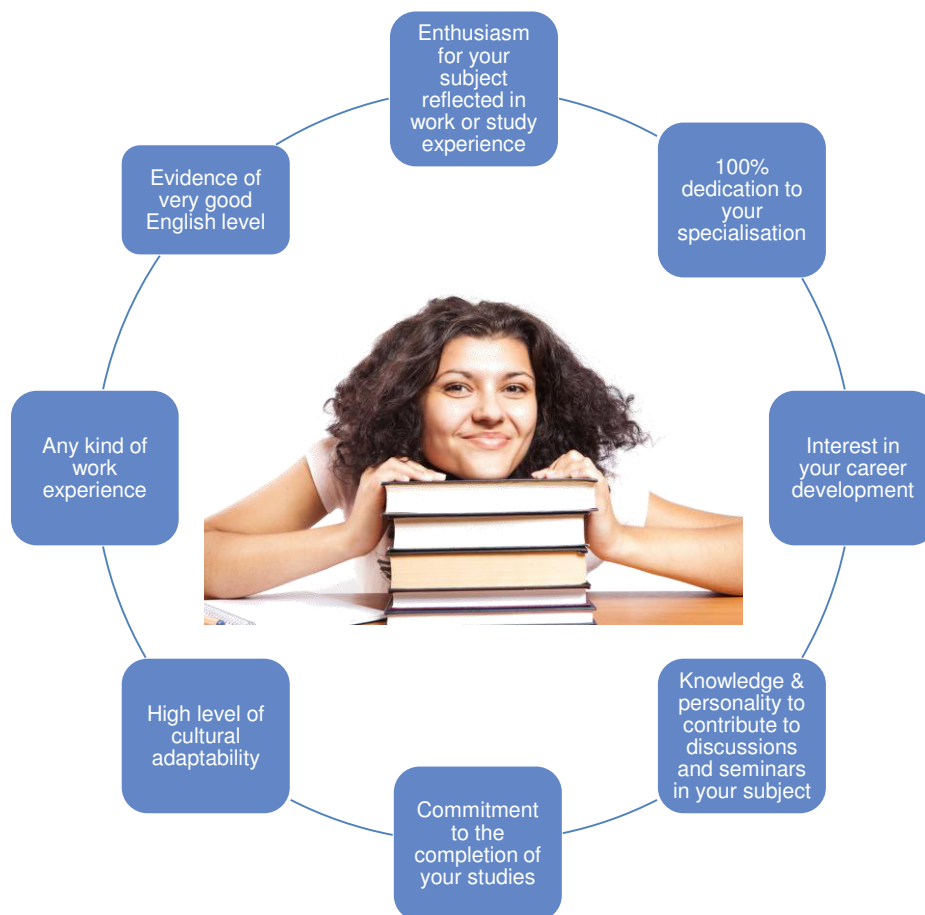 Enthusiasm
for your
subject
reflected in
work or study
experience
100%
dedication to
your
specialisation
Interest in
your career
development
Knowledge &
personality to
contribute to
discussions
and seminars
in your subject
Commitment
to the
completion of
your studies
High level of
cultural
adaptability
Any kind of
work
experience
Evidence of
very good
English level